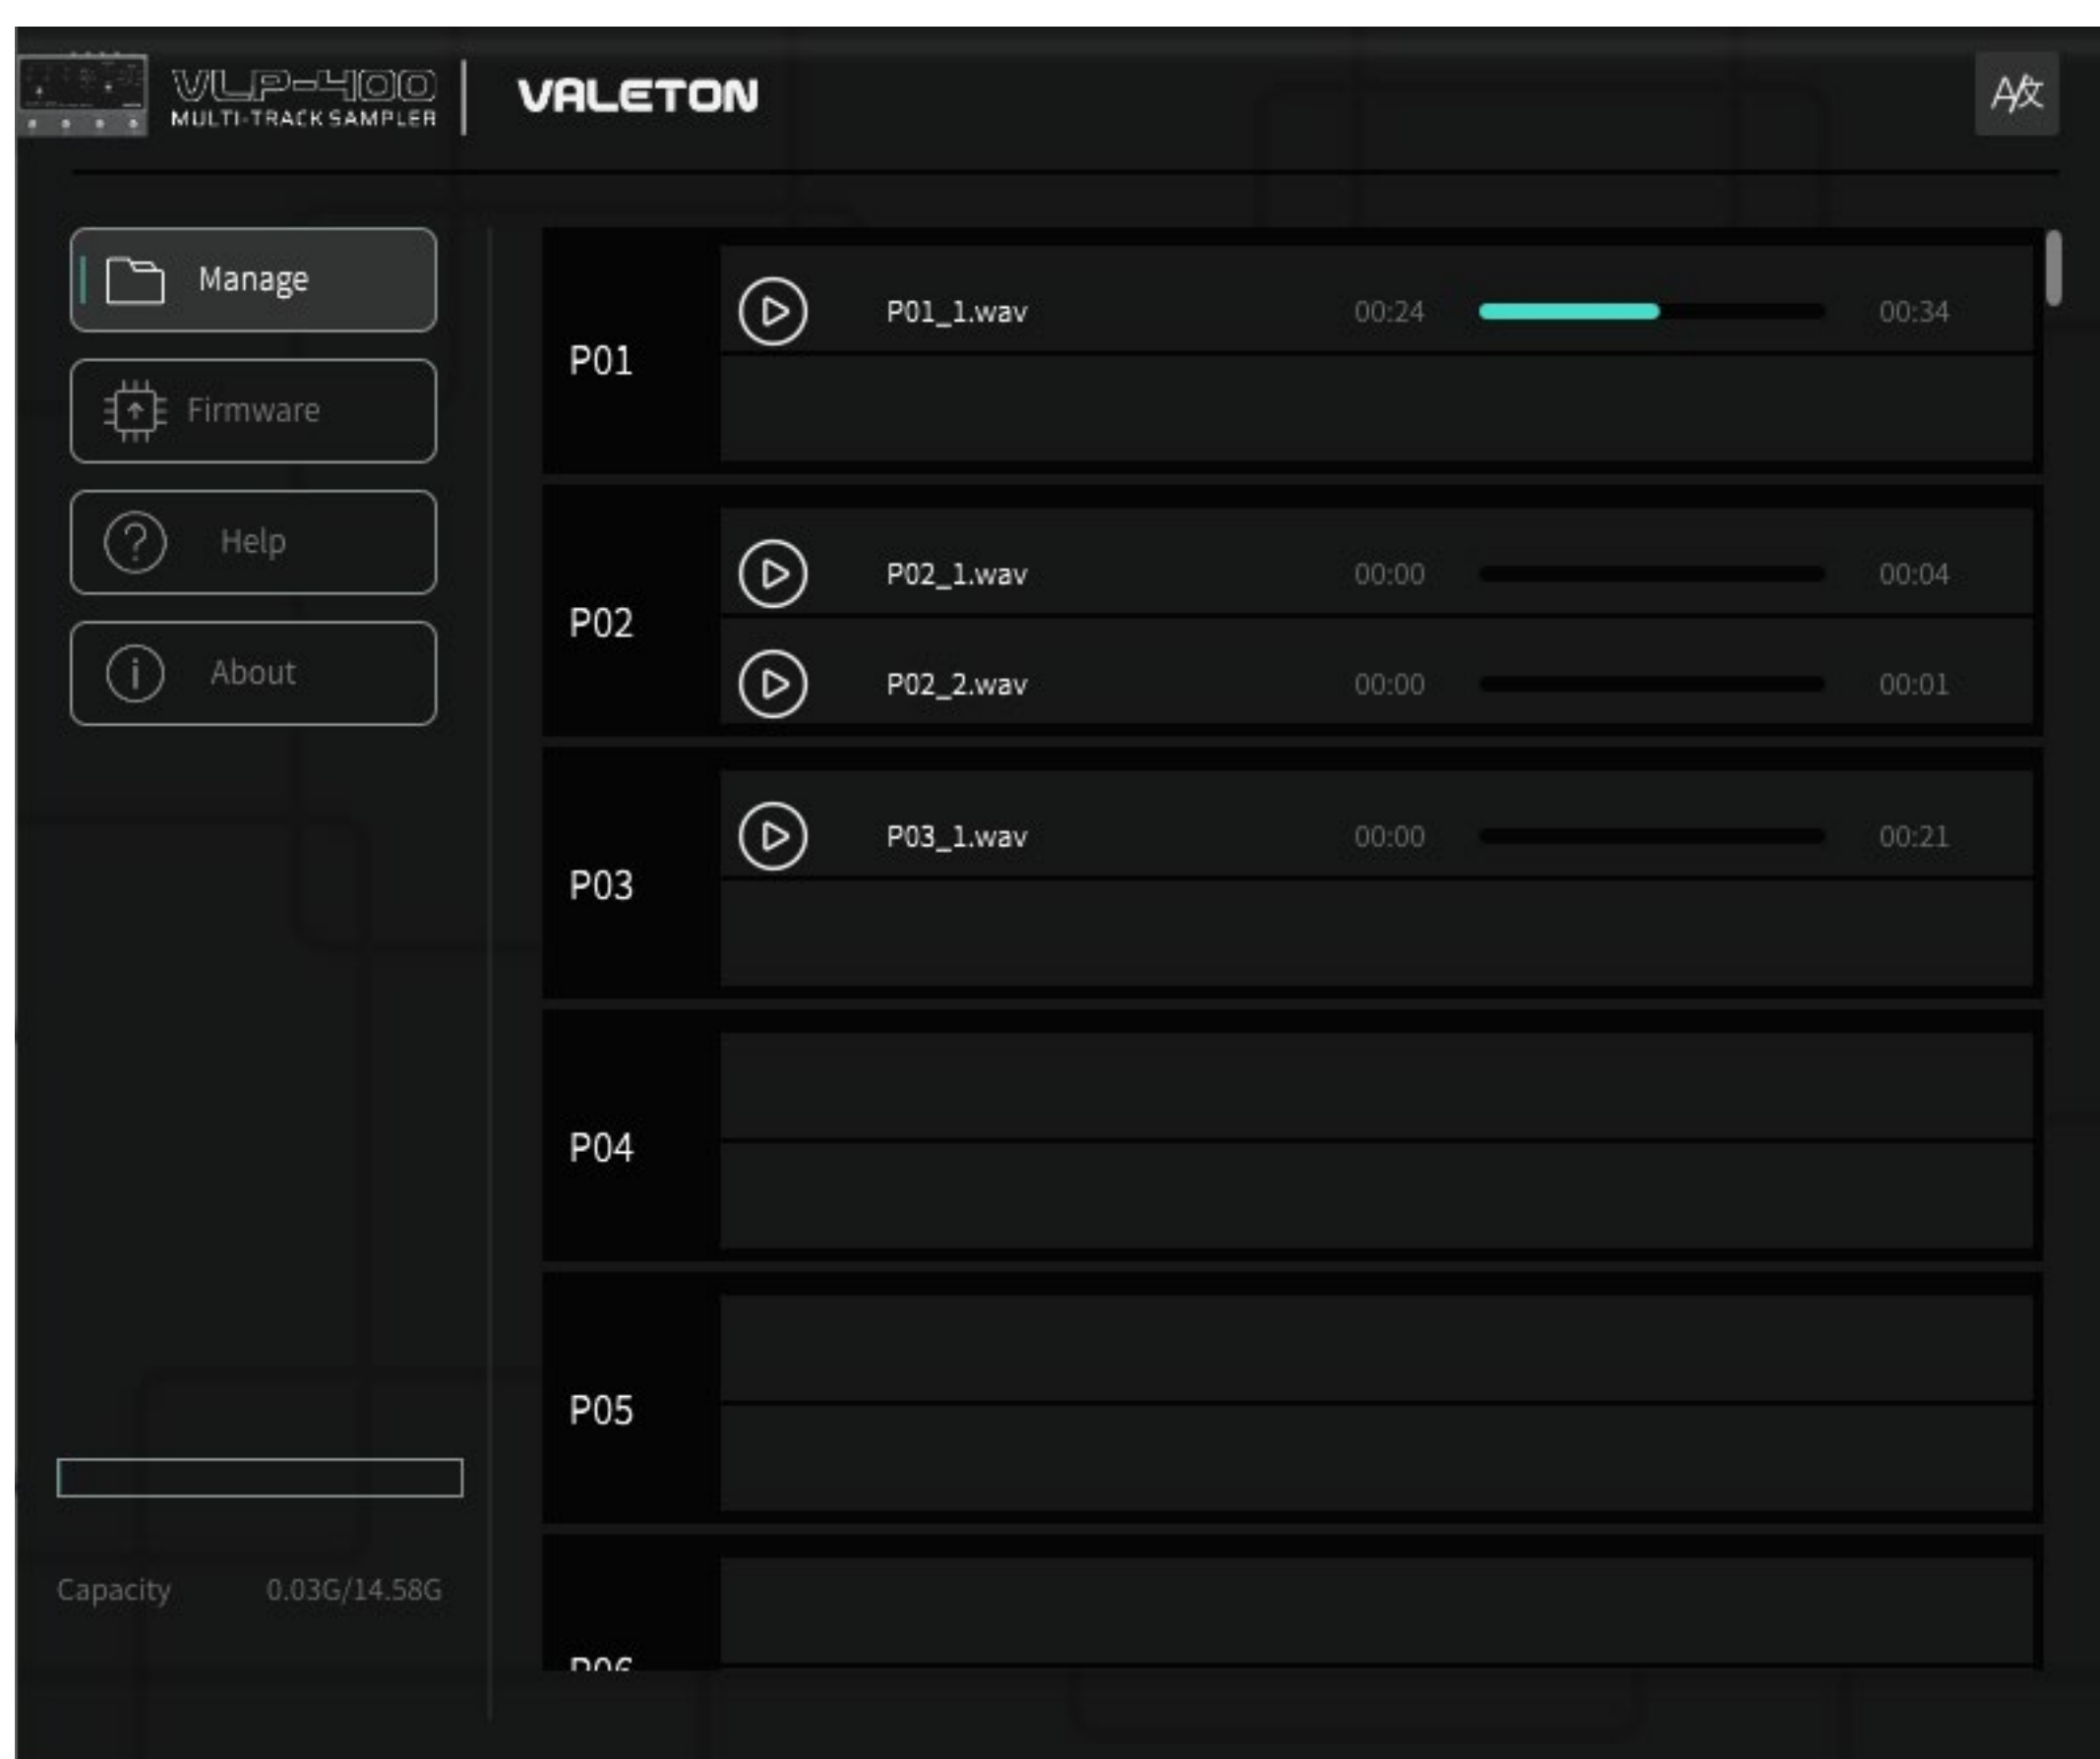 VLP-400
MULTI-TRACK SAMPLER
VALETON
A/文
Manage
Firmware
Help
About
Capacity 0.03G/14.58G
P01
P01_1.wav 00:24 00:34
P02
P02_1.wav 00:00 00:04
P02_2.wav 00:00 00:01
P03
P03_1.wav 00:00 00:21
P04
P05
P06